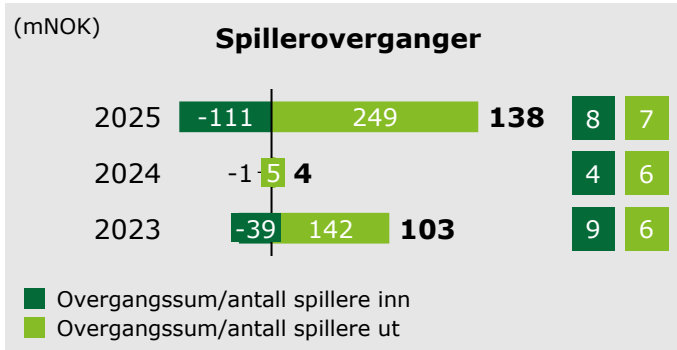 (mNOK)
Spilleroverganger
2025 -111 249 138 8 7
2024 -1 5 4 4 6
2023 -39 142 103 9 6
Overgangssum/antall spillere inn
Overgangssum/antall spillere ut